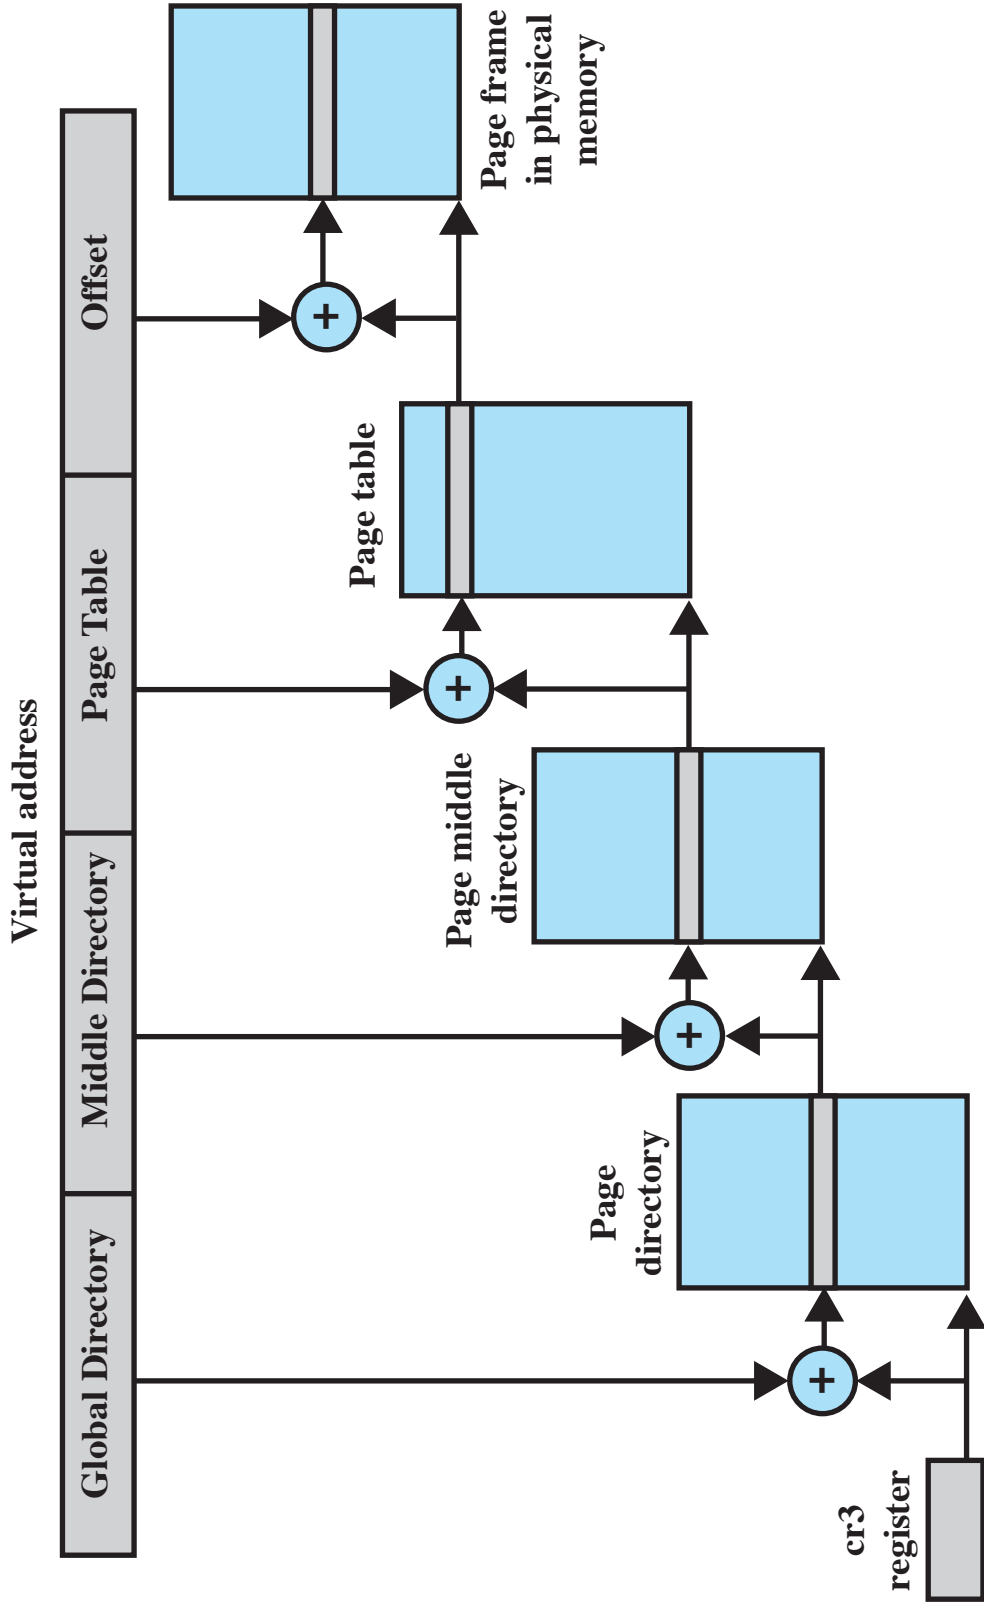 Virtual address
Global Directory
Middle Directory
Page Table
Offset
cr3
register
+
Page
directory
+
Page middle
directory
+
Page table
+
Page frame
in physical
memory